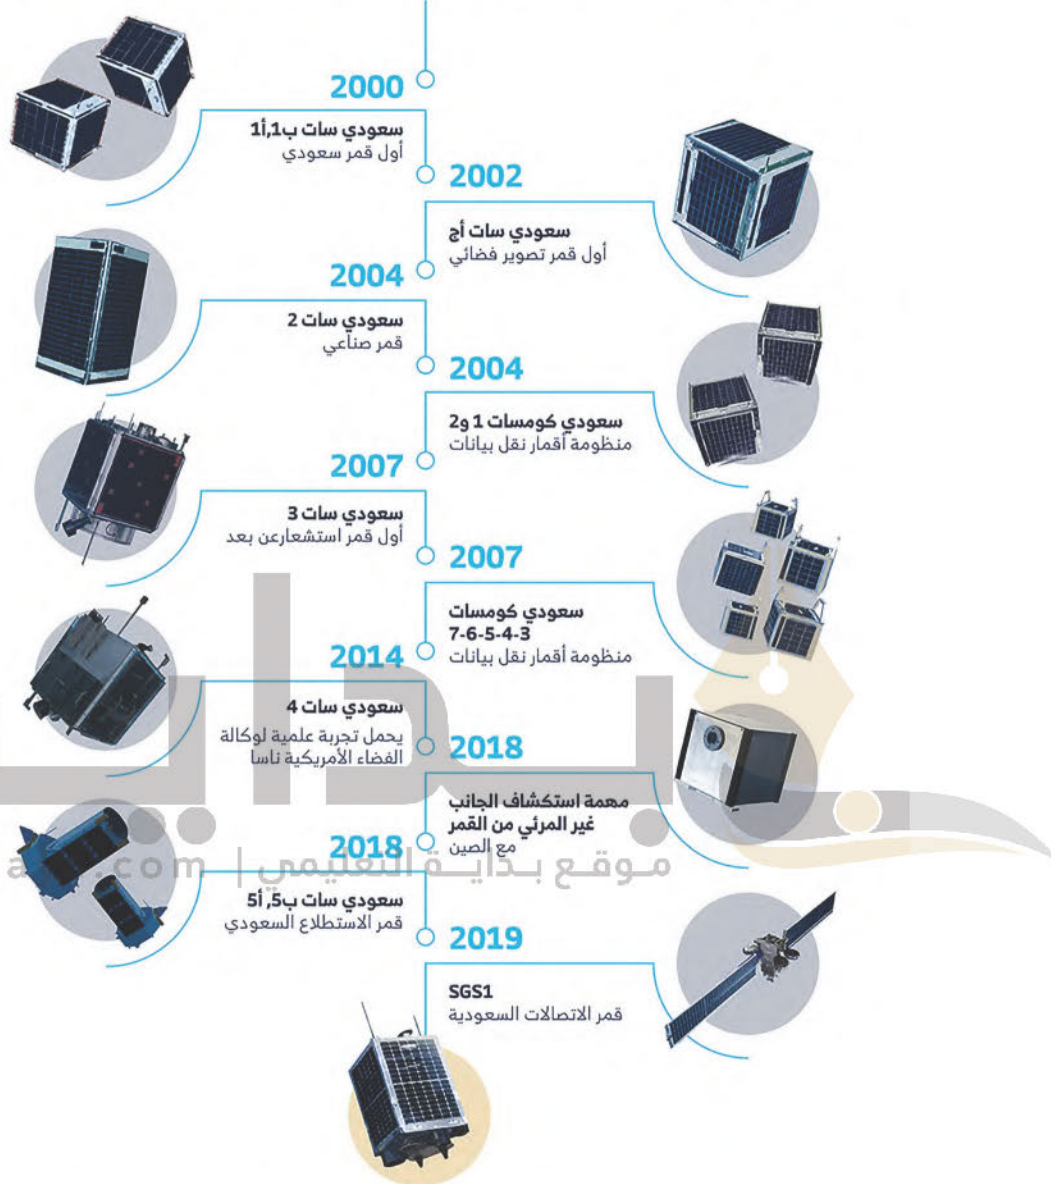 2000
سعودي سات ب1,أ1
أول قمر سعودي
2002
سعودي سات أج
أول قمر تصوير فضائي
2004
سعودي سات 2
قمر صناعي
2004
سعودي كومسات 1 و2
منظومة أقمار نقل بيانات
2007
سعودي سات 3
أول قمر استشعارعن بعد
2007
سعودي كومسات
7-6-5-4-3
منظومة أقمار نقل بيانات
2014
سعودي سات 4
يحمل تجربة علمية لوكالة
الفضاء الأمريكية ناسا
2018
مهمة استكشاف الجانب
غير المرئي من القمر
مع الصين
2018
سعودي سات ب5, أ5
قمر الاستطلاع السعودي
2019
SGS1
قمر الاتصالات السعودية
موقع بداية التعليمي |